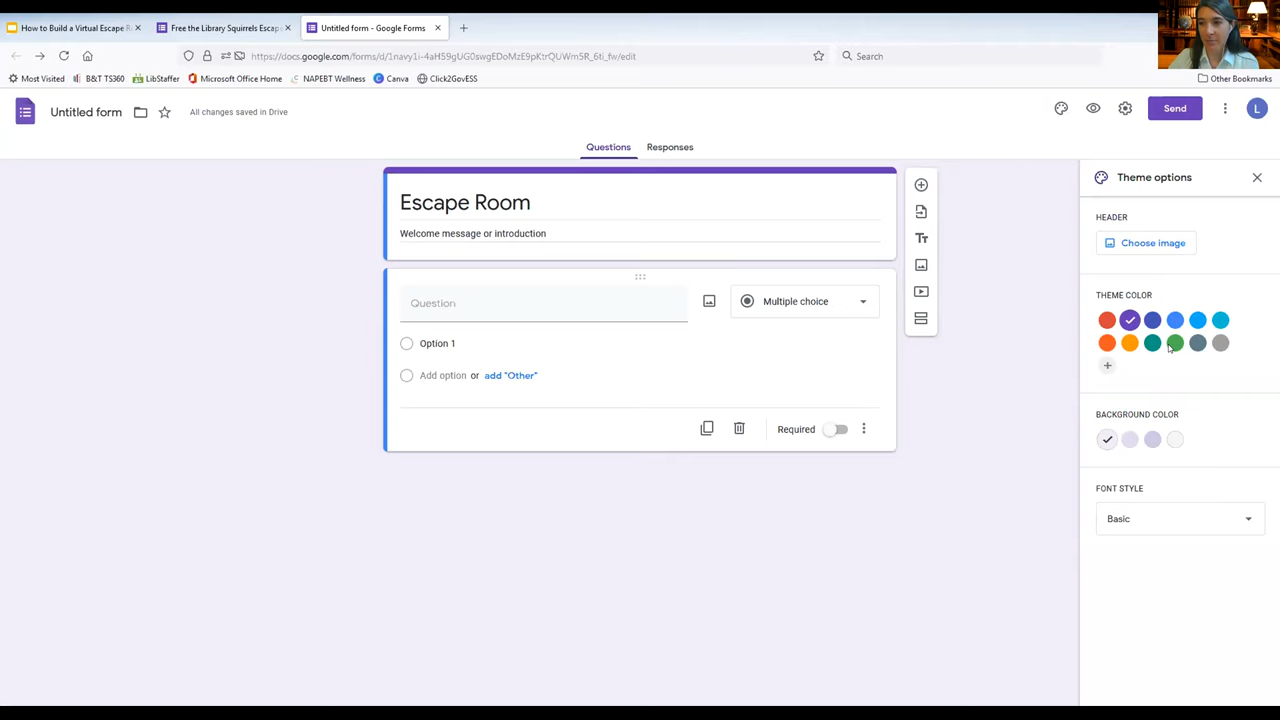 How to Build a Virtual Escape R
Free the Library Squirrels Escap
Untitled form - Google Forms
Search
Most Visited
B&T TS360
LibStaffer
Microsoft Office Home
NAPEBT Wellness
Canva
Click2GovESS
Other Bookmarks
Untitled form
All changes saved in Drive
Send
L
Questions
Responses
Theme options
Escape Room
Welcome message or introduction
HEADER
Choose image
Question
Multiple choice
THEME COLOR
Option 1
Add option or add "Other"
Required
BACKGROUND COLOR
FONT STYLE
Basic